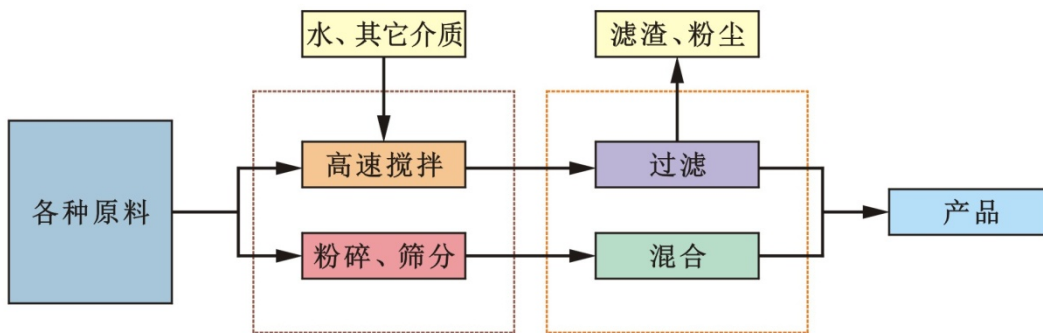 水、其它介质
滤渣、粉尘
各种原料
高速搅拌
过滤
粉碎、筛分
混合
产品